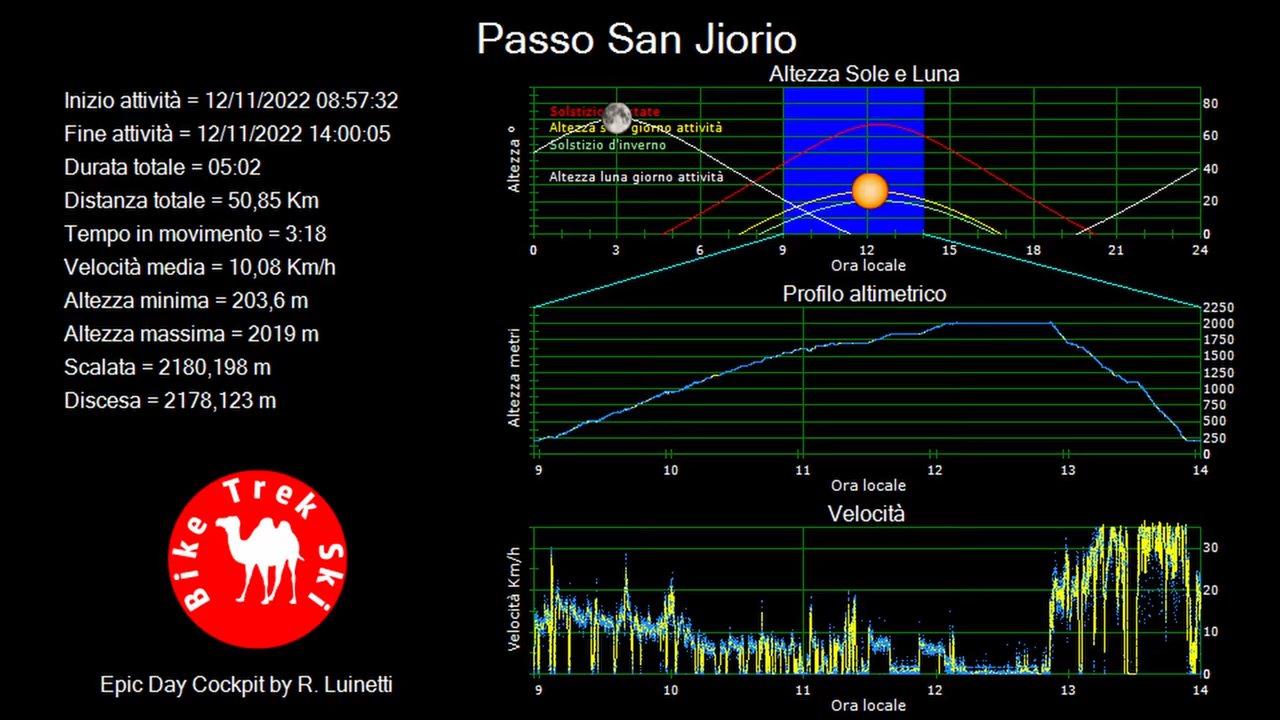 Passo San Jiorio
Inizio attività = 12/11/2022 08:57:32
Fine attività = 12/11/2022 14:00:05
Durata totale = 05:02
Distanza totale = 50,85 Km
Tempo in movimento = 3:18
Velocità media = 10,08 Km/h
Altezza minima = 203,6 m
Altezza massima = 2019 m
Scalata = 2180,198 m
Discesa = 2178,123 m
Bike Trek Ski
Epic Day Cockpit by R. Luinetti
Altezza Sole e Luna
Altezza °
Solstizio
Altezza giorno attività
Solstizio d'inverno
Altezza luna giorno attività
80
60
40
20
0
0 3 6 9 12 15 18 21 24
Ora locale
Profilo altimetrico
Altezza metri
2250
2000
1750
1500
1250
1000
750
500
250
0
9 10 11 12 13 14
Ora locale
Velocità
Velocità Km/h
30
20
10
0
9 10 11 12 13 14
Ora locale